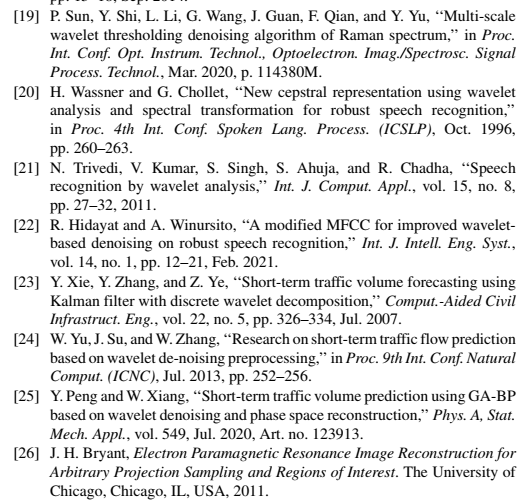 [19] P. Sun, Y. Shi, L. Li, G. Wang, J. Guan, F. Qian, and Y. Yu, ‘‘Multi-scale
wavelet thresholding denoising algorithm of Raman spectrum,’’ in Proc.
Int. Conf. Opt. Instrum. Technol., Optoelectron. Imag./Spectrosc. Signal
Process. Technol., Mar. 2020, p. 114380M.
[20] H. Wassner and G. Chollet, ‘‘New cepstral representation using wavelet
analysis and spectral transformation for robust speech recognition,’’
in Proc. 4th Int. Conf. Spoken Lang. Process. (ICSLP), Oct. 1996,
pp. 260–263.
[21] N. Trivedi, V. Kumar, S. Singh, S. Ahuja, and R. Chadha, ‘‘Speech
recognition by wavelet analysis,’’ Int. J. Comput. Appl., vol. 15, no. 8,
pp. 27–32, 2011.
[22] R. Hidayat and A. Winursito, ‘‘A modified MFCC for improved wavelet-
based denoising on robust speech recognition,’’ Int. J. Intell. Eng. Syst.,
vol. 14, no. 1, pp. 12–21, Feb. 2021.
[23] Y. Xie, Y. Zhang, and Z. Ye, ‘‘Short-term traffic volume forecasting using
Kalman filter with discrete wavelet decomposition,’’ Comput.-Aided Civil
Infrastruct. Eng., vol. 22, no. 5, pp. 326–334, Jul. 2007.
[24] W. Yu, J. Su, and W. Zhang, ‘‘Research on short-term traffic flow prediction
based on wavelet de-noising preprocessing,’’ in Proc. 9th Int. Conf. Natural
Comput. (ICNC), Jul. 2013, pp. 252–256.
[25] Y. Peng and W. Xiang, ‘‘Short-term traffic volume prediction using GA-BP
based on wavelet denoising and phase space reconstruction,’’ Phys. A, Stat.
Mech. Appl., vol. 549, Jul. 2020, Art. no. 123913.
[26] J. H. Bryant, Electron Paramagnetic Resonance Image Reconstruction for
Arbitrary Projection Sampling and Regions of Interest. The University of
Chicago, Chicago, IL, USA, 2011.